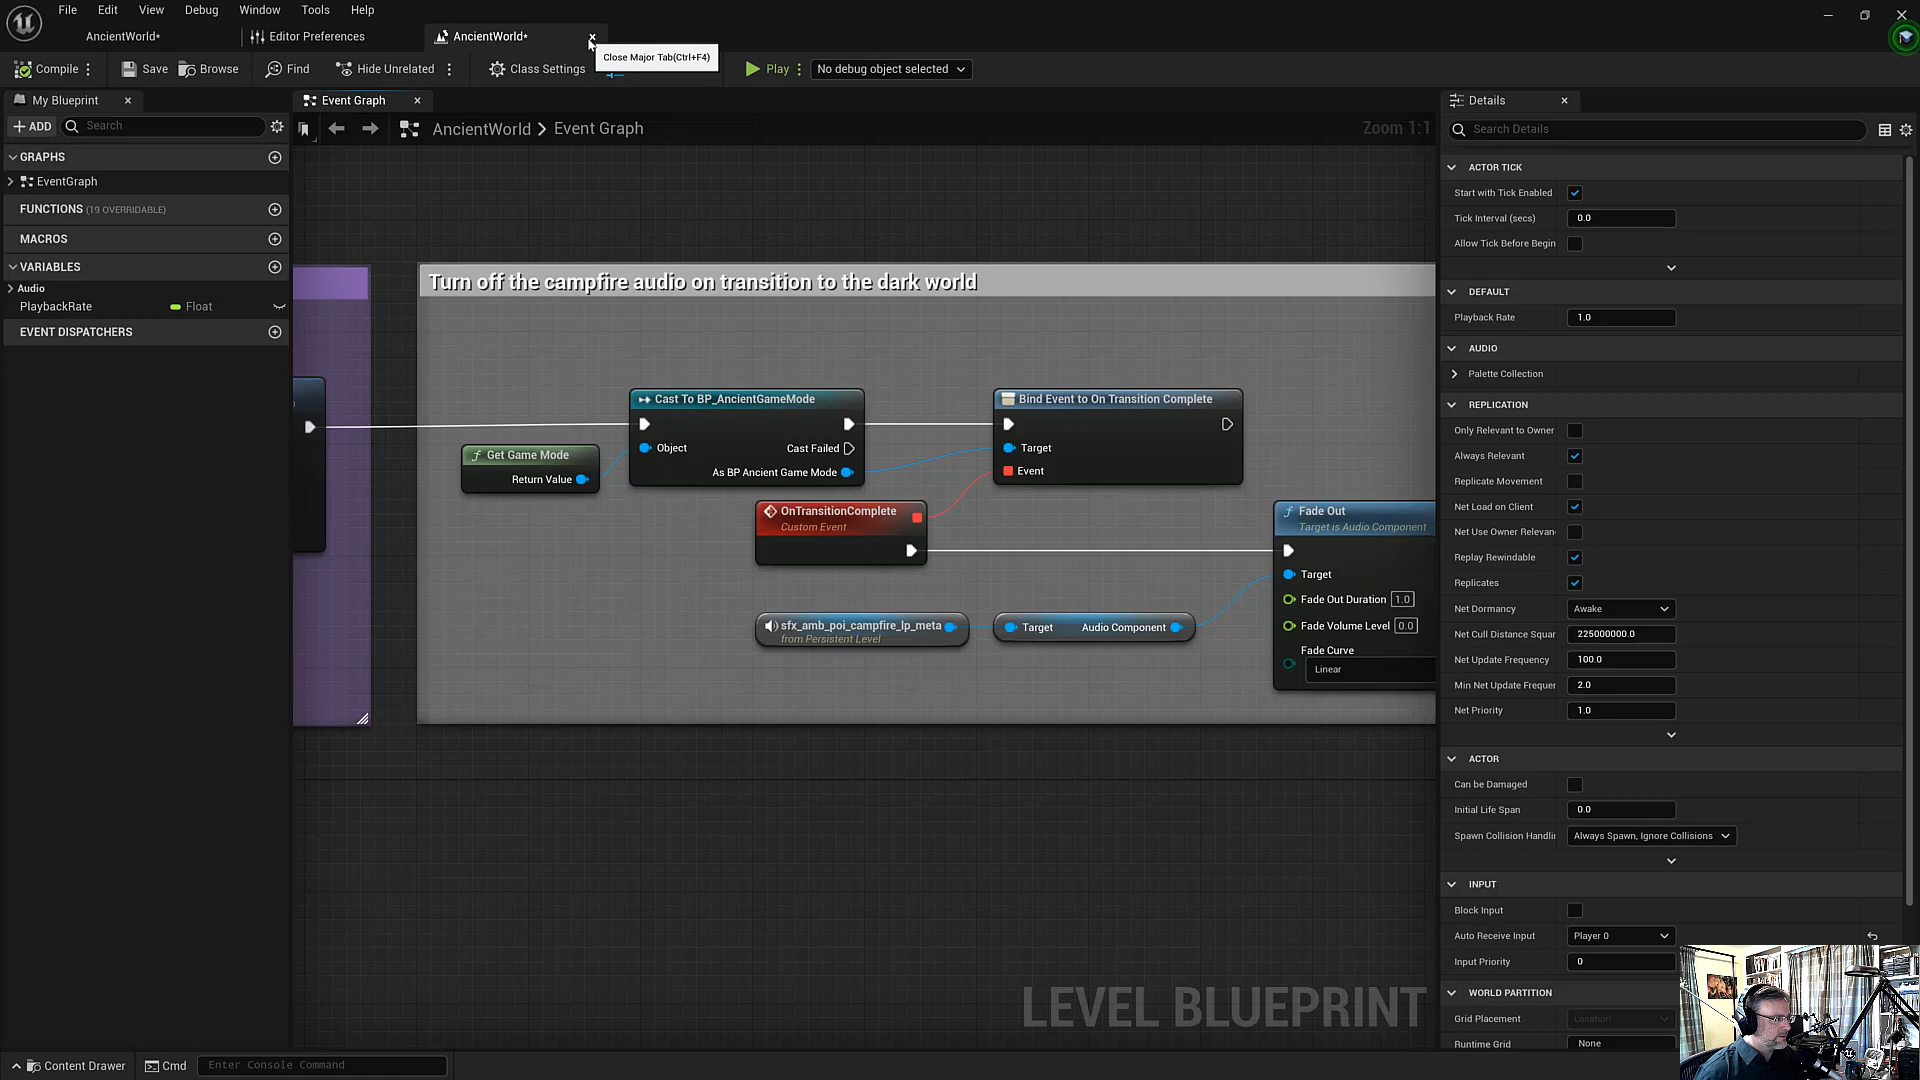 File Edit View Debug Window Tools Help
AncientWorld* Editor Preferences AncientWorld*
Close Major Tab(Ctrl+F4)
Compile Save Browse Find Hide Unrelated Class Settings Play No debug object selected
My Blueprint Event Graph Details
ADD Search AncientWorld Event Graph Zoom 1:1 Search Details
GRAPHS
EventGraph
FUNCTIONS (19 OVERRIDABLE)
MACROS
VARIABLES
Audio
PlaybackRate Float
EVENT DISPATCHERS
Turn off the campfire audio on transition to the dark world
Cast To BP_AncientGameMode
Object
Cast Failed
As BP Ancient Game Mode
Get Game Mode
Return Value
Bind Event to On Transition Complete
Target
Event
OnTransitionComplete
Custom Event
sfx_amb_poi_campfire_lp_meta
from Persistent Level
Target Audio Component
Fade Out
Target is Audio Component
Target
Fade Out Duration 1.0
Fade Volume Level 0.0
Fade Curve
Linear
LEVEL BLUEPRINT
ACTOR TICK
Start with Tick Enabled
Tick Interval (secs) 0.0
Allow Tick Before Begin
DEFAULT
Playback Rate 1.0
AUDIO
Palette Collection
REPLICATION
Only Relevant to Owner
Always Relevant
Replicate Movement
Net Load on Client
Net Use Owner Relevan
Replay Rewindable
Replicates
Net Dormancy Awake
Net Cull Distance Squar 225000000.0
Net Update Frequency 100.0
Min Net Update Frequer 2.0
Net Priority 1.0
ACTOR
Can be Damaged
Initial Life Span 0.0
Spawn Collision Handlin Always Spawn, Ignore Collisions
INPUT
Block Input
Auto Receive Input Player 0
Input Priority 0
WORLD PARTITION
Grid Placement Location
Runtime Grid None
Content Drawer Cmd Enter Console Command